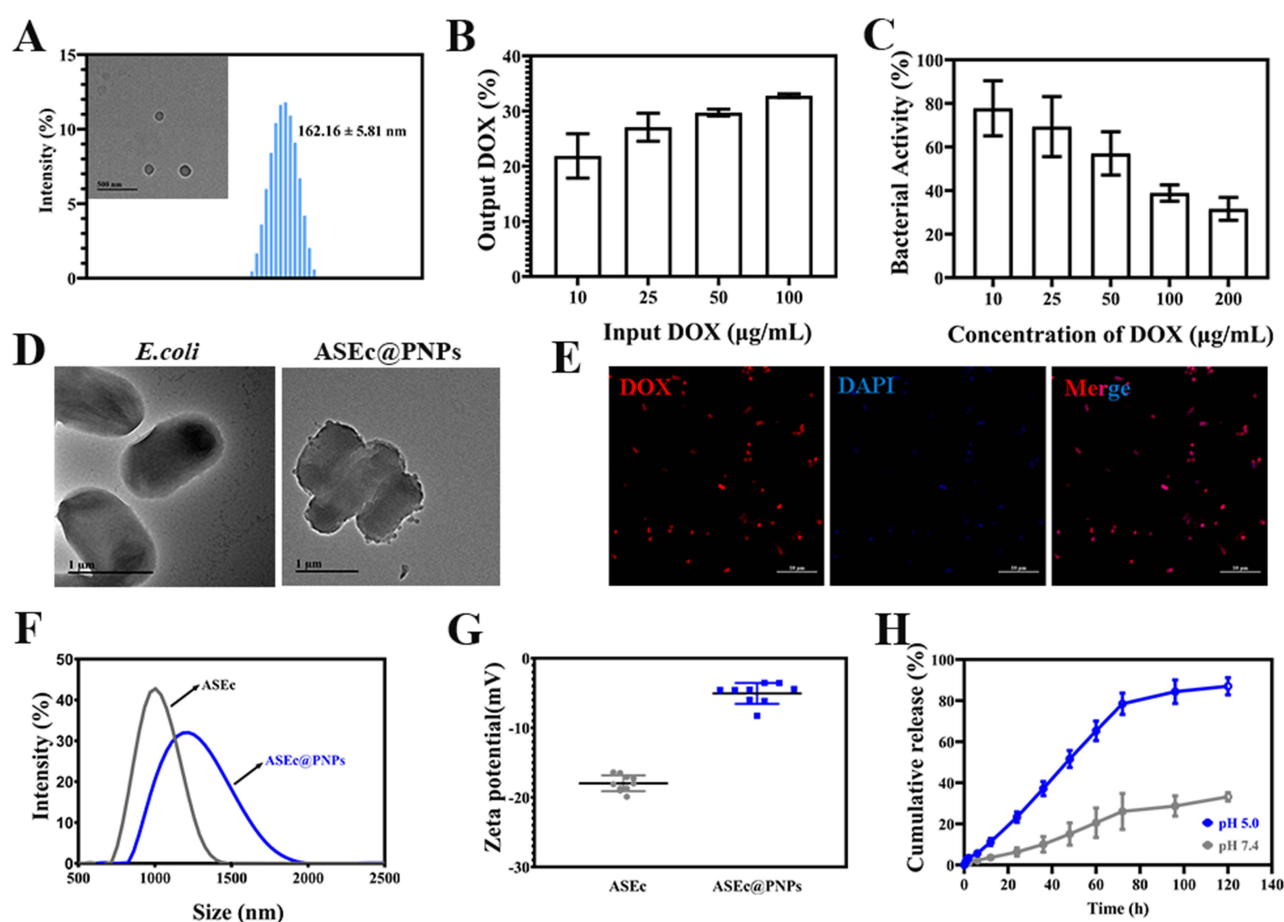 A
15
10
5
0
Intensity (%)
500 nm
162.16 ± 5.81 nm
B
40
30
20
10
0
Output DOX (%)
10 25 50 100
Input DOX (μg/mL)
C
100
80
60
40
20
0
Bacterial Activity (%)
10 25 50 100 200
Concentration of DOX (μg/mL)
D
E.coli
1 μm
ASEc@PNPs
1 μm
E
DOX
DAPI
Merge
F
50
40
30
20
10
0
Intensity (%)
ASEc
ASEc@PNPs
500 1000 1500 2000 2500
Size (nm)
G
0
-10
-20
-30
Zeta potential(mV)
ASEc ASEc@PNPs
H
100
80
60
40
20
0
Cumulative release (%)
pH 5.0
pH 7.4
0 20 40 60 80 100 120 140
Time (h)